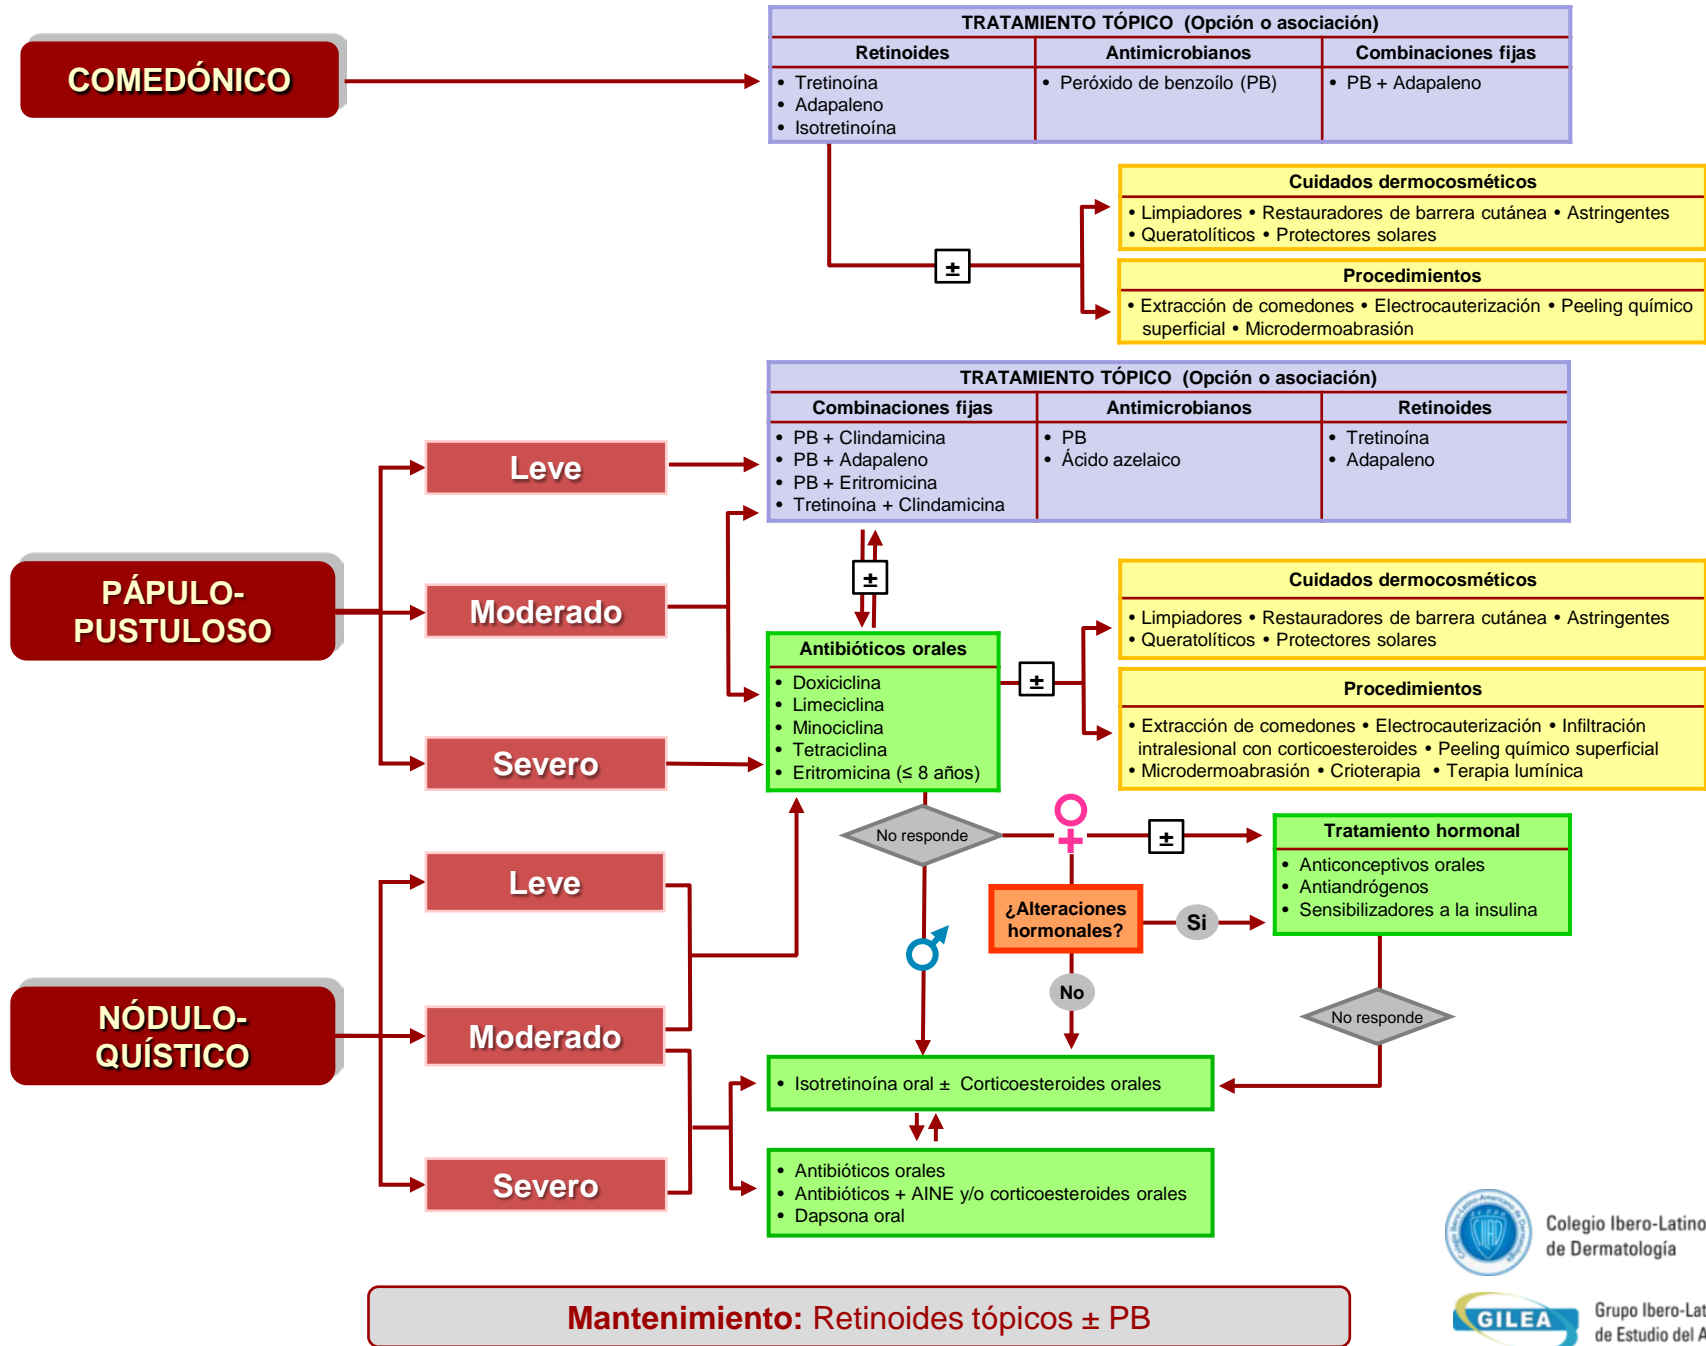 COMEDÓNICO
TRATAMIENTO TÓPICO (Opción o asociación)
Retinoides
• Tretinoína
• Adapaleno
• Isotretinoína
Antimicrobianos
• Peróxido de benzoílo (PB)
Combinaciones fijas
• PB + Adapaleno
±
Cuidados dermocosméticos
• Limpiadores • Restauradores de barrera cutánea • Astringentes
• Queratolíticos • Protectores solares
Procedimientos
• Extracción de comedones • Electrocauterización • Peeling químico
superficial • Microdermoabrasión
PÁPULO-
PUSTULOSO
Leve
Moderado
Severo
TRATAMIENTO TÓPICO (Opción o asociación)
Combinaciones fijas
• PB + Clindamicina
• PB + Adapaleno
• PB + Eritromicina
• Tretinoína + Clindamicina
Antimicrobianos
• PB
• Ácido azelaico
Retinoides
• Tretinoína
• Adapaleno
±
Antibióticos orales
• Doxiciclina
• Limeciclina
• Minociclina
• Tetraciclina
• Eritromicina (≤ 8 años)
±
Cuidados dermocosméticos
• Limpiadores • Restauradores de barrera cutánea • Astringentes
• Queratolíticos • Protectores solares
Procedimientos
• Extracción de comedones • Electrocauterización • Infiltración
intralesional con corticoesteroides • Peeling químico superficial
• Microdermoabrasión • Crioterapia • Terapia lumínica
No responde
♀
±
Tratamiento hormonal
• Anticonceptivos orales
• Antiandrógenos
• Sensibilizadores a la insulina
¿Alteraciones
hormonales?
Si
No
♂
No responde
NÓDULO-
QUÍSTICO
Leve
Moderado
Severo
• Isotretinoína oral ± Corticoesteroides orales
• Antibióticos orales
• Antibióticos + AINE y/o corticoesteroides orales
• Dapsona oral
Mantenimiento: Retinoides tópicos ± PB
Colegio Ibero-Latino
de Dermatología
GILEA
Grupo Ibero-Lat
de Estudio del A